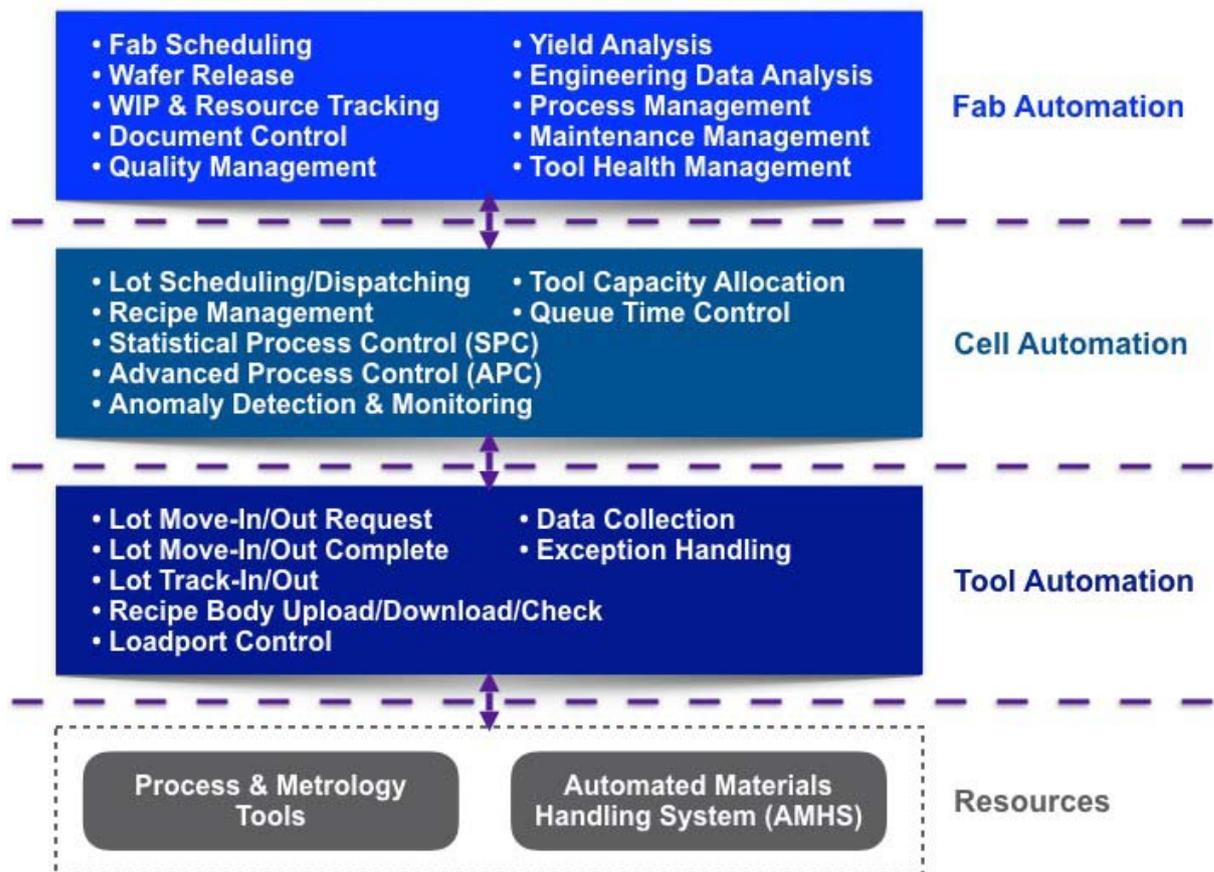 • Fab Scheduling
• Wafer Release
• WIP & Resource Tracking
• Document Control
• Quality Management
• Yield Analysis
• Engineering Data Analysis
• Process Management
• Maintenance Management
• Tool Health Management
Fab Automation
• Lot Scheduling/Dispatching
• Recipe Management
• Statistical Process Control (SPC)
• Advanced Process Control (APC)
• Anomaly Detection & Monitoring
• Tool Capacity Allocation
• Queue Time Control
Cell Automation
• Lot Move-In/Out Request
• Lot Move-In/Out Complete
• Lot Track-In/Out
• Recipe Body Upload/Download/Check
• Loadport Control
• Data Collection
• Exception Handling
Tool Automation
Process & Metrology
Tools
Automated Materials
Handling System (AMHS)
Resources